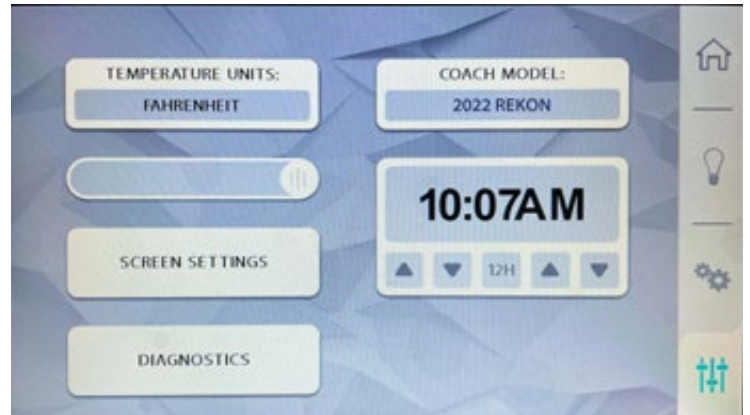 TEMPERATURE UNITS:
FAHRENHEIT
COACH MODEL:
2022 REKON
10:07AM
12H
SCREEN SETTINGS
DIAGNOSTICS